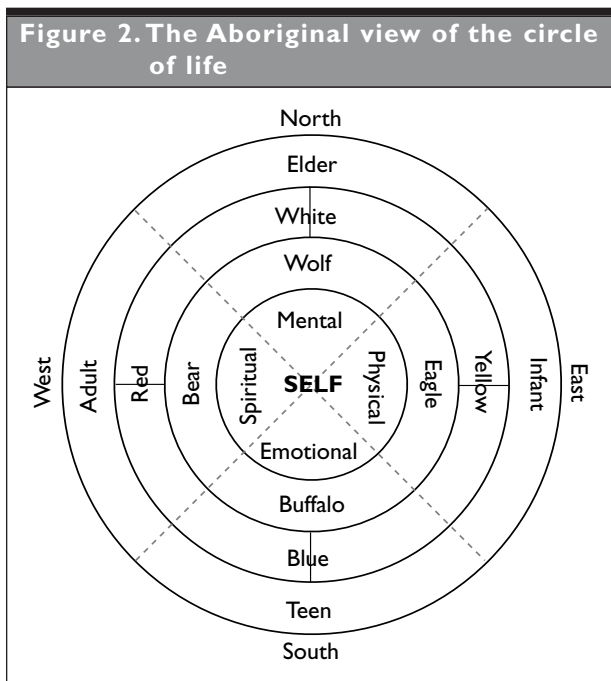 Figure 2. The Aboriginal view of the circle
of life
North
Elder
White
Wolf
Mental
West
Adult
Red
Bear
Spiritual
SELF
Physical
Eagle
Yellow
Infant
East
Emotional
Buffalo
Blue
Teen
South